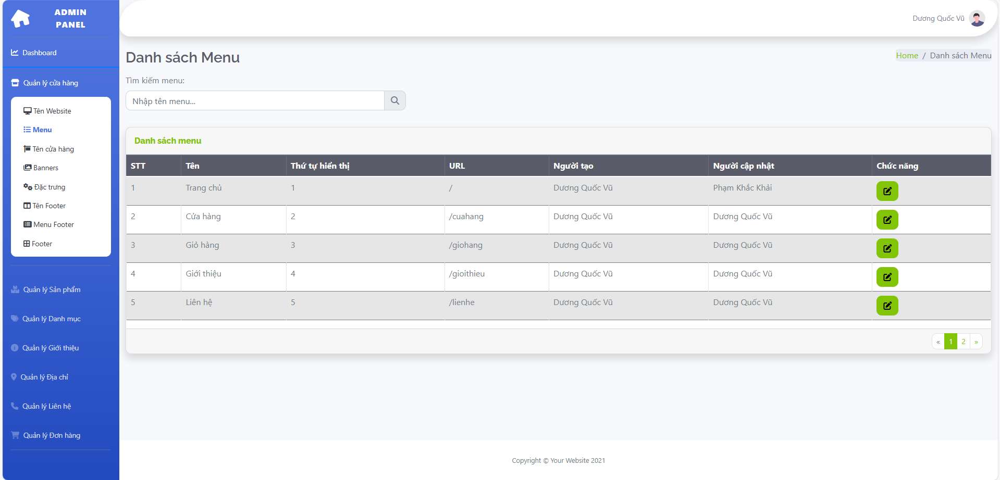 ADMIN
PANEL
Dashboard
Quản lý cửa hàng
Tên Website
Menu
Tên cửa hàng
Banners
Đặc trưng
Tên Footer
Menu Footer
Footer
Quản lý Sản phẩm
Quản lý Danh mục
Quản lý Giới thiệu
Quản lý Địa chỉ
Quản lý Liên hệ
Quản lý Đơn hàng
Dương Quốc Vũ
Danh sách Menu
Home / Danh sách Menu
Tìm kiếm menu:
Nhập tên menu...
Danh sách menu
STT Tên Thứ tự hiển thị URL Người tạo Người cập nhật Chức năng
1 Trang chủ 1 / Dương Quốc Vũ Phạm Khắc Khải
2 Cửa hàng 2 /cuahang Dương Quốc Vũ Dương Quốc Vũ
3 Giỏ hàng 3 /giohang Dương Quốc Vũ Dương Quốc Vũ
4 Giới thiệu 4 /gioithieu Dương Quốc Vũ Dương Quốc Vũ
5 Liên hệ 5 /lienhe Dương Quốc Vũ Dương Quốc Vũ
« 1 2 »
Copyright © Your Website 2021